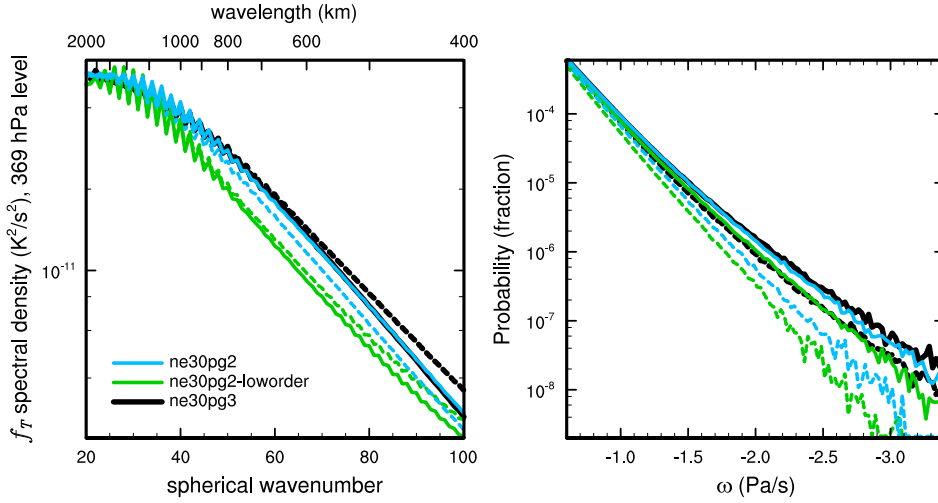 wavelength (km)
2000 1000 800 600 400
f_T spectral density (K²/s²), 369 hPa level
10⁻¹¹
ne30pg2
ne30pg2-loworder
ne30pg3
20 40 60 80 100
spherical wavenumber
Probability (fraction)
10⁻⁴
10⁻⁵
10⁻⁶
10⁻⁷
10⁻⁸
-1.0 -1.5 -2.0 -2.5 -3.0
ω (Pa/s)